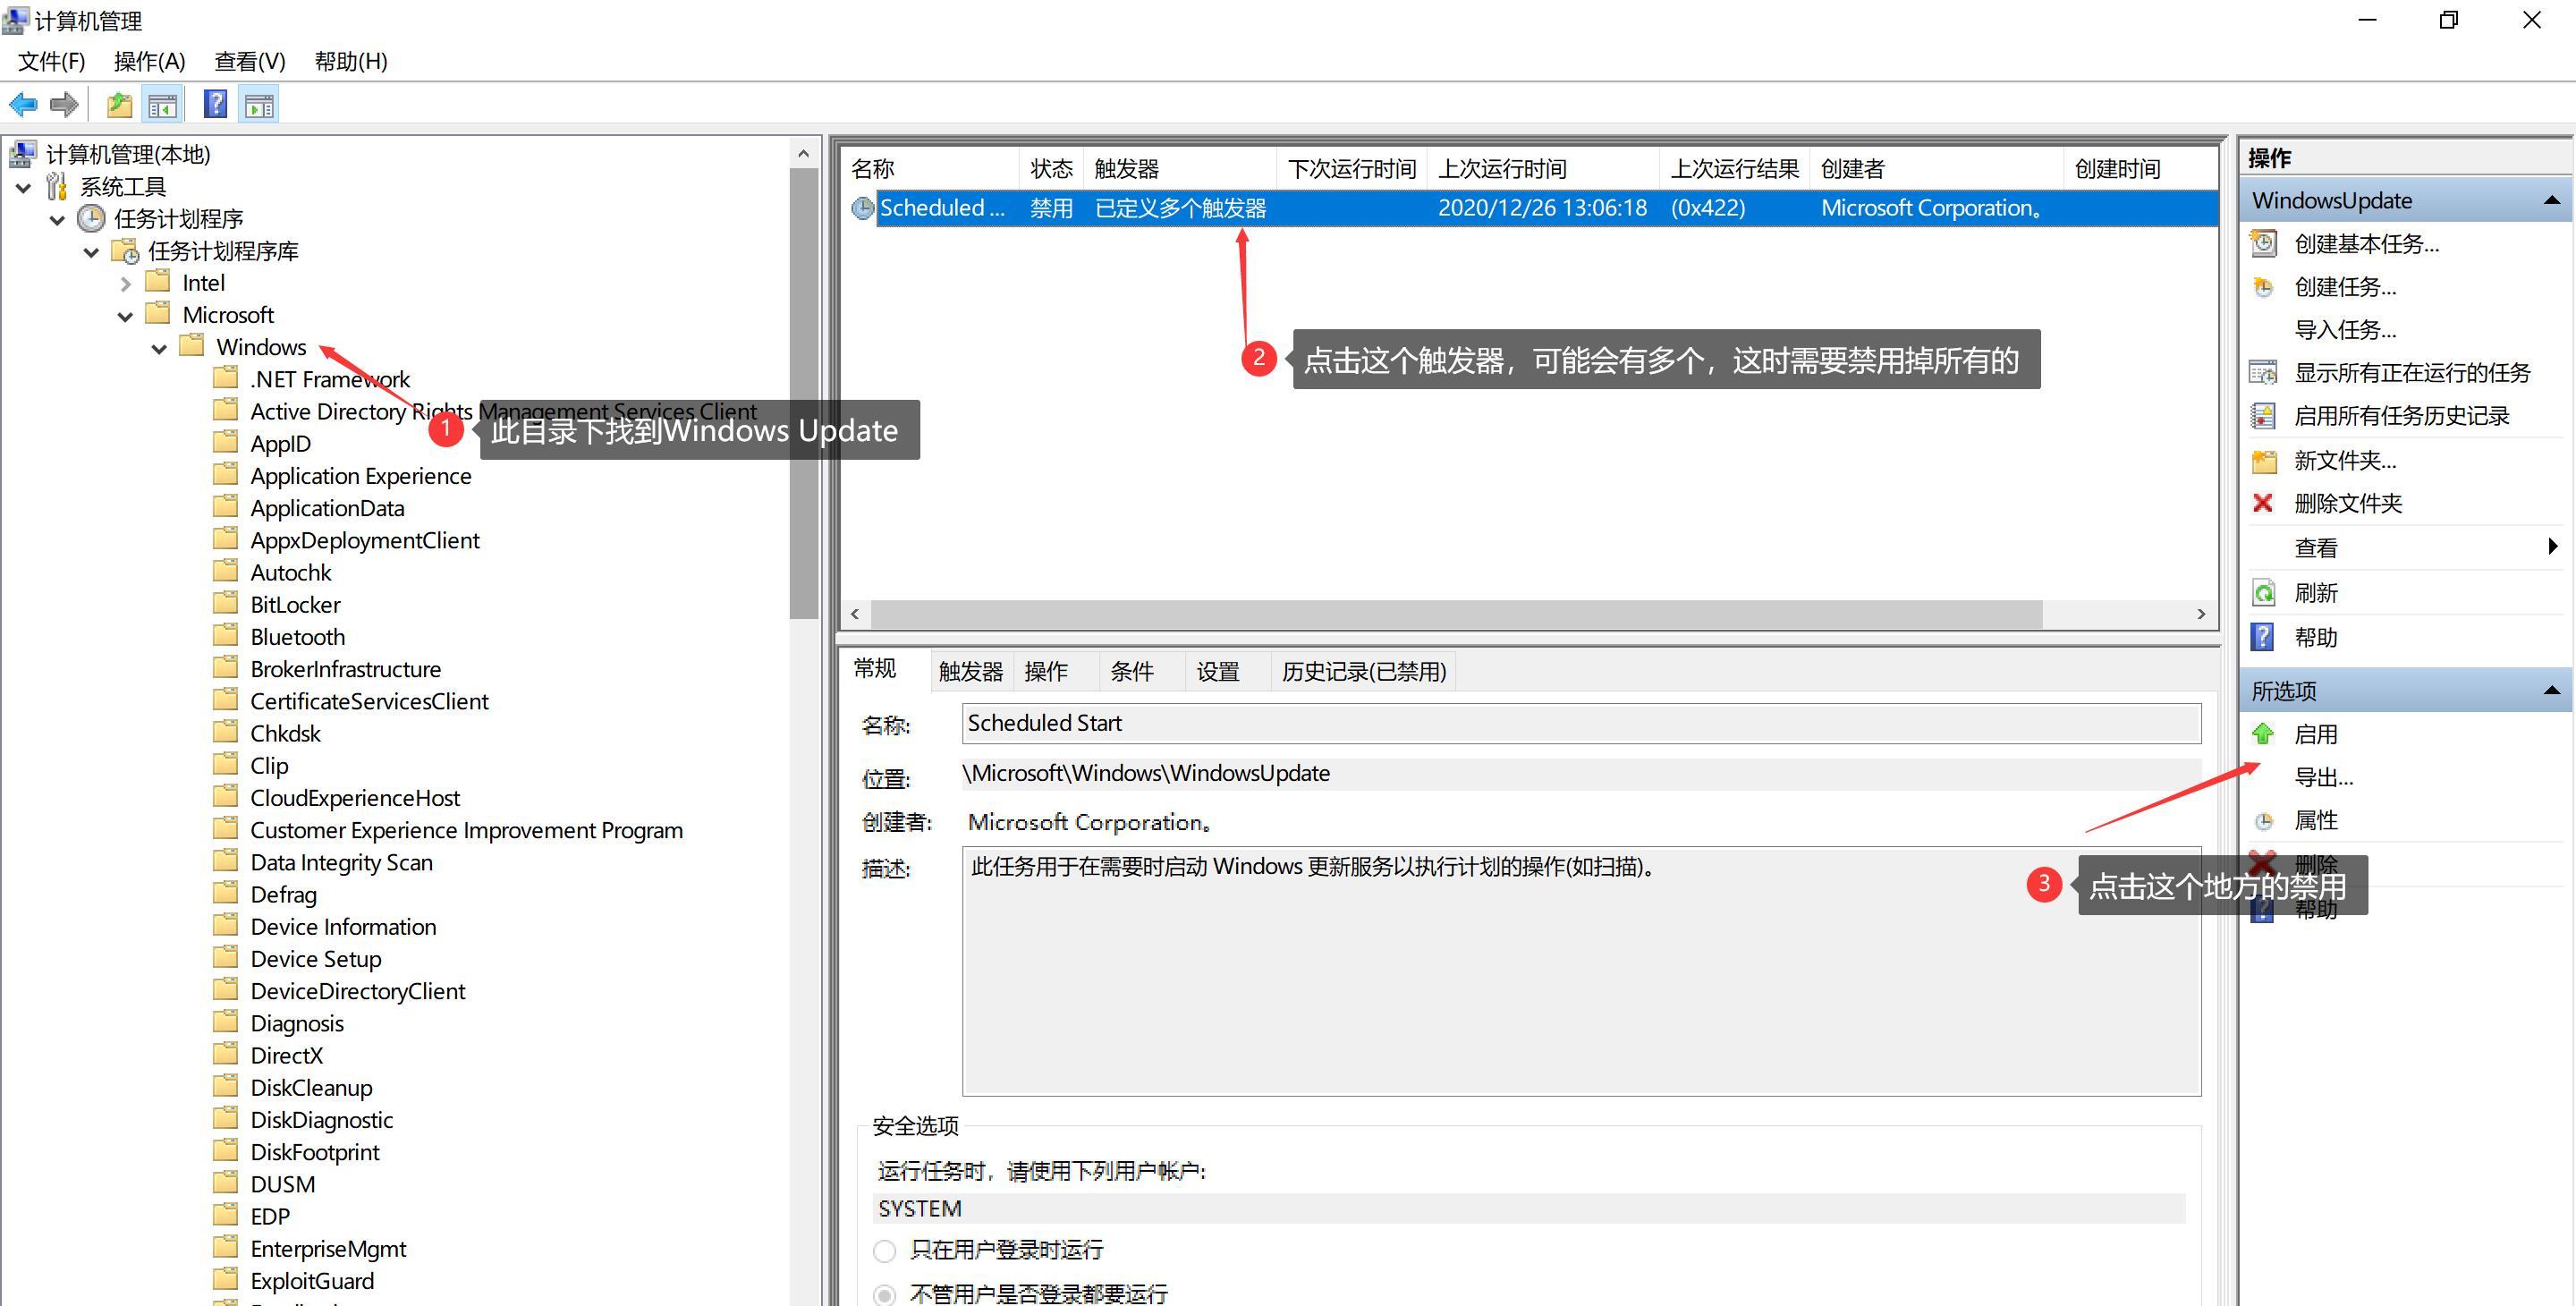 计算机管理
文件(F) 操作(A) 查看(V) 帮助(H)
计算机管理(本地)
系统工具
任务计划程序
任务计划程序库
Intel
Microsoft
Windows
.NET Framework
Active Directory Rights Management Services Client
1 此目录下找到Windows Update
AppID
Application Experience
ApplicationData
AppxDeploymentClient
Autochk
BitLocker
Bluetooth
BrokerInfrastructure
CertificateServicesClient
Chkdsk
Clip
CloudExperienceHost
Customer Experience Improvement Program
Data Integrity Scan
Defrag
Device Information
Device Setup
DeviceDirectoryClient
Diagnosis
DirectX
DiskCleanup
DiskDiagnostic
DiskFootprint
DUSM
EDP
EnterpriseMgmt
ExploitGuard
名称 状态 触发器 下次运行时间 上次运行时间 上次运行结果 创建者 创建时间
Scheduled ... 禁用 已定义多个触发器 2020/12/26 13:06:18 (0x422) Microsoft Corporation。
2 点击这个触发器，可能会有多个，这时需要禁用掉所有的
常规 触发器 操作 条件 设置 历史记录(已禁用)
名称: Scheduled Start
位置: \Microsoft\Windows\WindowsUpdate
创建者: Microsoft Corporation。
描述: 此任务用于在需要时启动 Windows 更新服务以执行计划的操作(如扫描)。
安全选项
运行任务时，请使用下列用户帐户:
SYSTEM
只在用户登录时运行
不管用户是否登录都要运行
操作
WindowsUpdate
创建基本任务...
创建任务...
导入任务...
显示所有正在运行的任务
启用所有任务历史记录
新文件夹...
删除文件夹
查看
刷新
帮助
所选项
启用
导出...
属性
删除
3 点击这个地方的禁用
帮助